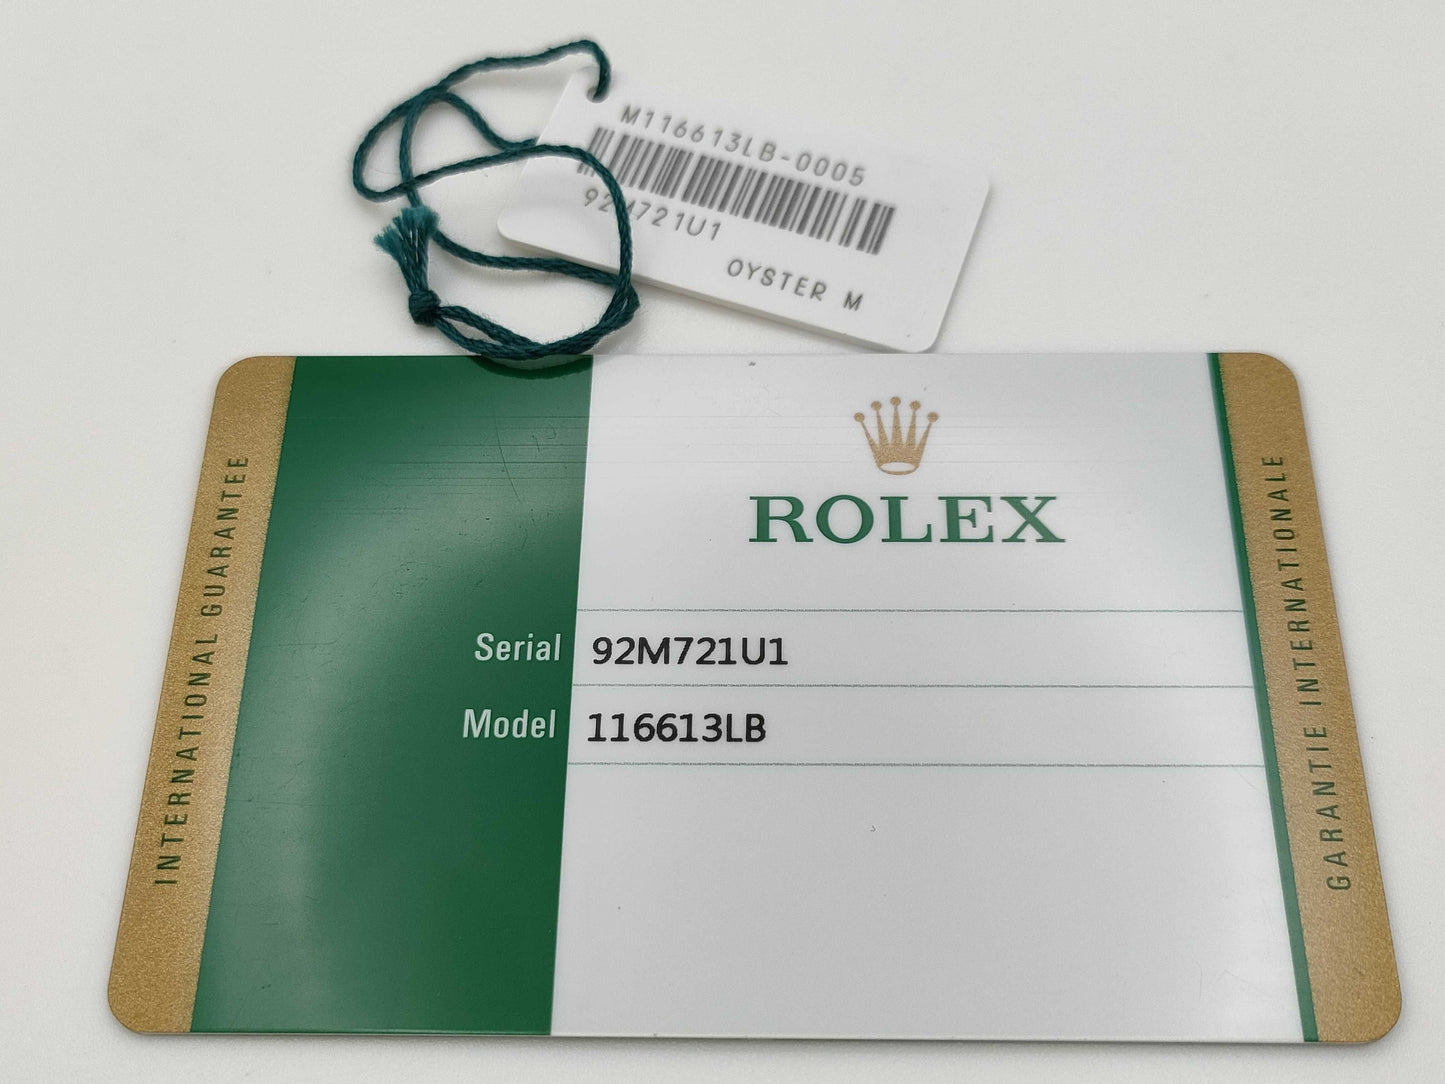 M116613LB-0005
92M721U1
OYSTER M
ROLEX
INTERNATIONAL GUARANTEE
GARANTIE INTERNATIONALE
Serial 92M721U1
Model 116613LB